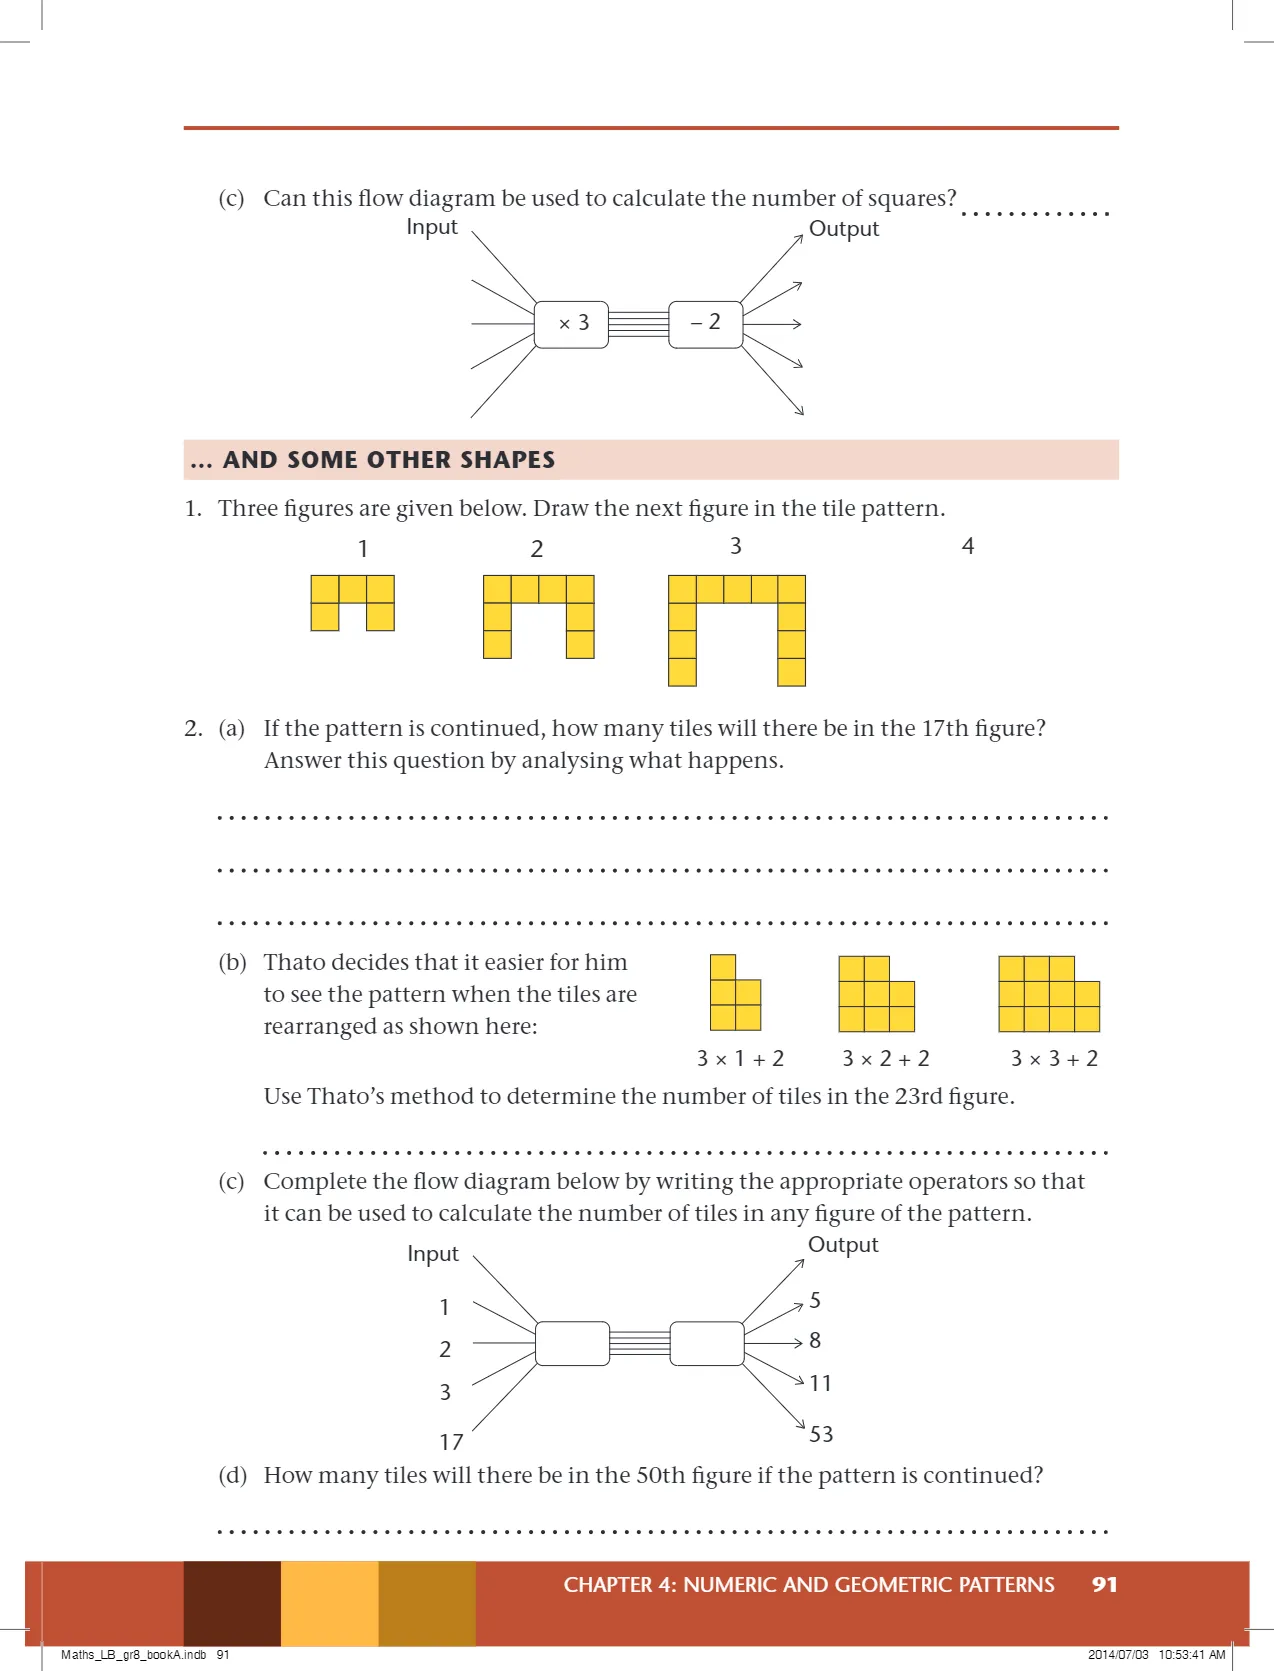 (c) Can this flow diagram be used to calculate the number of squares? .............
Input Output
× 3 – 2
... AND SOME OTHER SHAPES
1. Three figures are given below. Draw the next figure in the tile pattern.
1 2 3 4
2. (a) If the pattern is continued, how many tiles will there be in the 17th figure?
Answer this question by analysing what happens.
(b) Thato decides that it easier for him
to see the pattern when the tiles are
rearranged as shown here:
3 × 1 + 2 3 × 2 + 2 3 × 3 + 2
Use Thato’s method to determine the number of tiles in the 23rd figure.
(c) Complete the flow diagram below by writing the appropriate operators so that
it can be used to calculate the number of tiles in any figure of the pattern.
Input Output
1 5
2 8
3 11
17 53
(d) How many tiles will there be in the 50th figure if the pattern is continued?
CHAPTER 4: NUMERIC AND GEOMETRIC PATTERNS 91
Maths_LB_gr8_bookA.indb 91 2014/07/03 10:53:41 AM